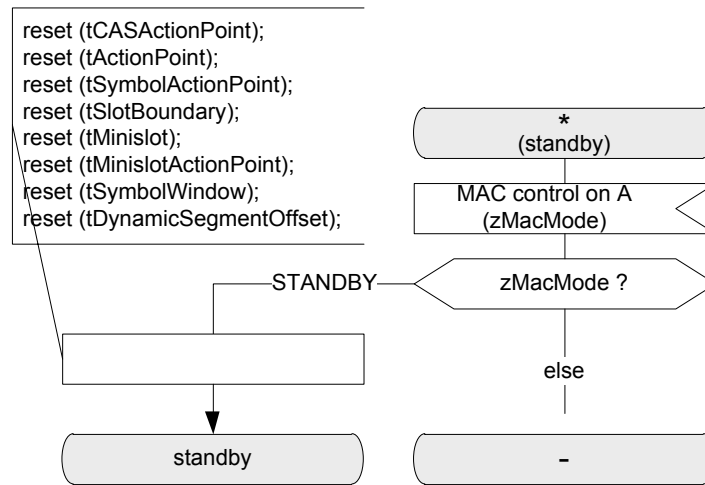 reset (tCASActionPoint);
reset (tActionPoint);
reset (tSymbolActionPoint);
reset (tSlotBoundary);
reset (tMinislot);
reset (tMinislotActionPoint);
reset (tSymbolWindow);
reset (tDynamicSegmentOffset);
*
(standby)
MAC control on A
(zMacMode)
zMacMode ?
STANDBY
else
standby
-